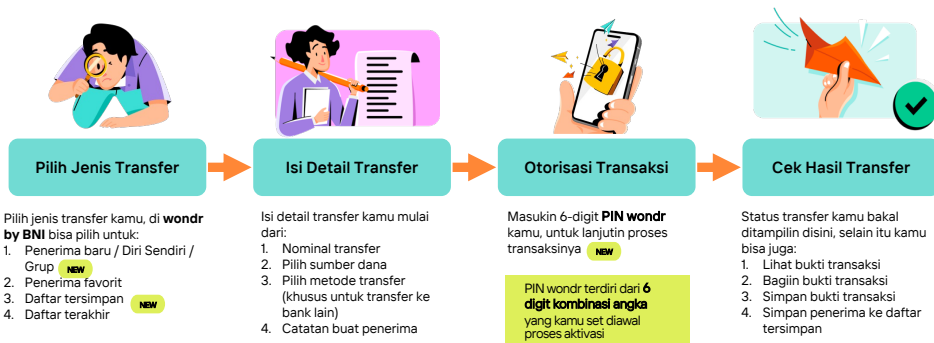 Pilih Jenis Transfer
Isi Detail Transfer
Otorisasi Transaksi
Cek Hasil Transfer
Pilih jenis transfer kamu, di wondr
by BNI bisa pilih untuk:
1. Penerima baru / Diri Sendiri /
Grup NEW
2. Penerima favorit
3. Daftar tersimpan NEW
4. Daftar terakhir
Isi detail transfer kamu mulai
dari:
1. Nominal transfer
2. Pilih sumber dana
3. Pilih metode transfer
(khusus untuk transfer ke
bank lain)
4. Catatan buat penerima
Masukin 6-digit PIN wondr
kamu, untuk lanjutin proses
transaksinya NEW
PIN wondr terdiri dari 6
digit kombinasi angka
yang kamu set diawal
proses aktivasi
Status transfer kamu bakal
ditampilin disini, selain itu kamu
bisa juga:
1. Lihat bukti transaksi
2. Bagiin bukti transaksi
3. Simpan bukti transaksi
4. Simpan penerima ke daftar
tersimpan